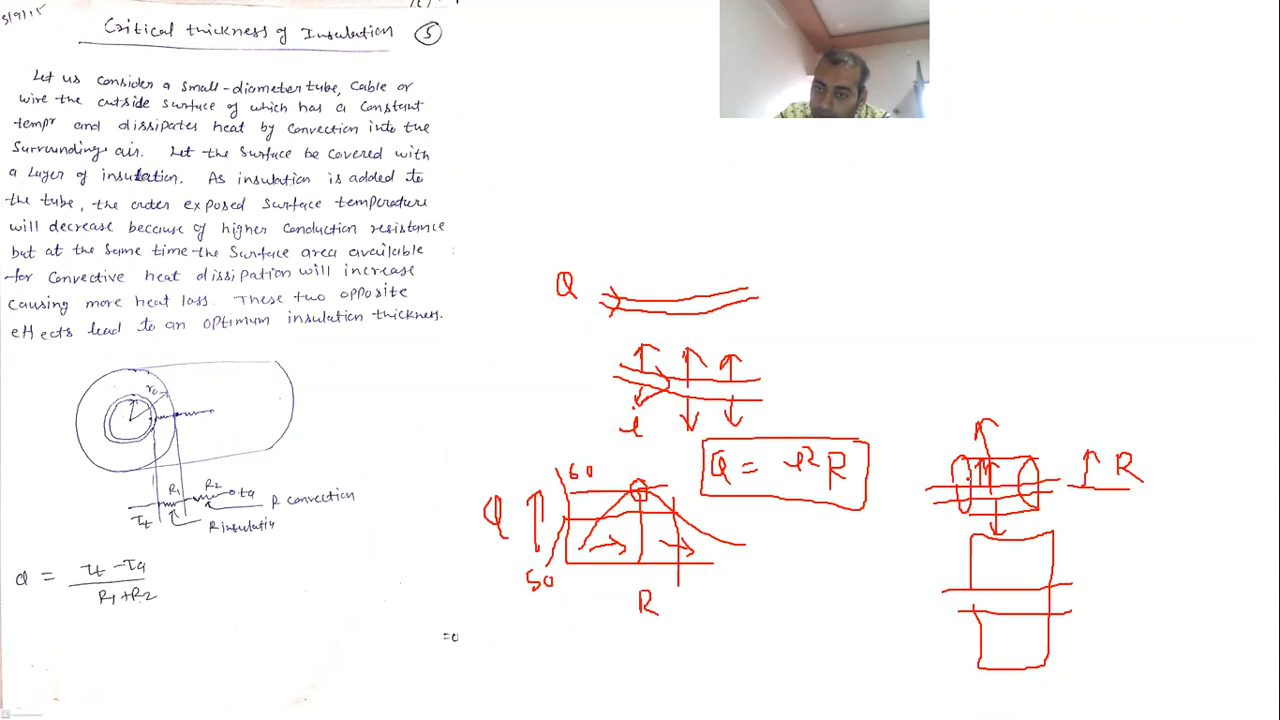 5/9/15
Critical thickness of Insulation 5
Let us consider a small-diameter tube, cable or
wire the outside surface of which has a constant
tempr and dissipates heat by convection into the
surrounding air. Let the surface be covered with
a layer of insulation. As insulation is added to
the tube, the outer exposed surface temperature
will decrease because of higher conduction resistance
but at the same time the surface area available
for convective heat dissipation will increase
causing more heat loss. These two opposite
effects lead to an optimum insulation thickness.
R1 R2 ta
R convection
Tt
R insulatin
Q = Tt - Ta
R1 + R2
=0
Q
i
Q = i²R
60
Q
50
R
R